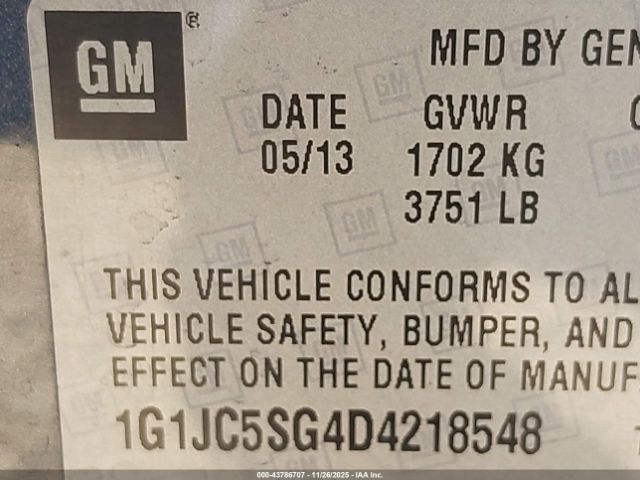 GM ®
MFD BY GEN
DATE GVWR
05/13 1702 KG
3751 LB
THIS VEHICLE CONFORMS TO AL
VEHICLE SAFETY, BUMPER, AND
EFFECT ON THE DATE OF MANUF
1G1JC5SG4D4218548
000-43786707 - 11/26/2025 - IAA Inc.